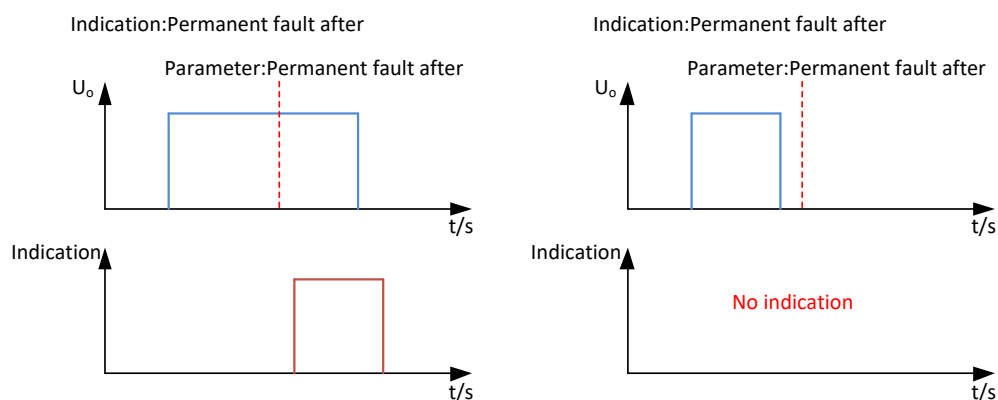 Indication:Permanent fault after
Parameter:Permanent fault after
Uₒ
t/s
Indication
t/s
Indication:Permanent fault after
Parameter:Permanent fault after
Uₒ
t/s
Indication
No indication
t/s